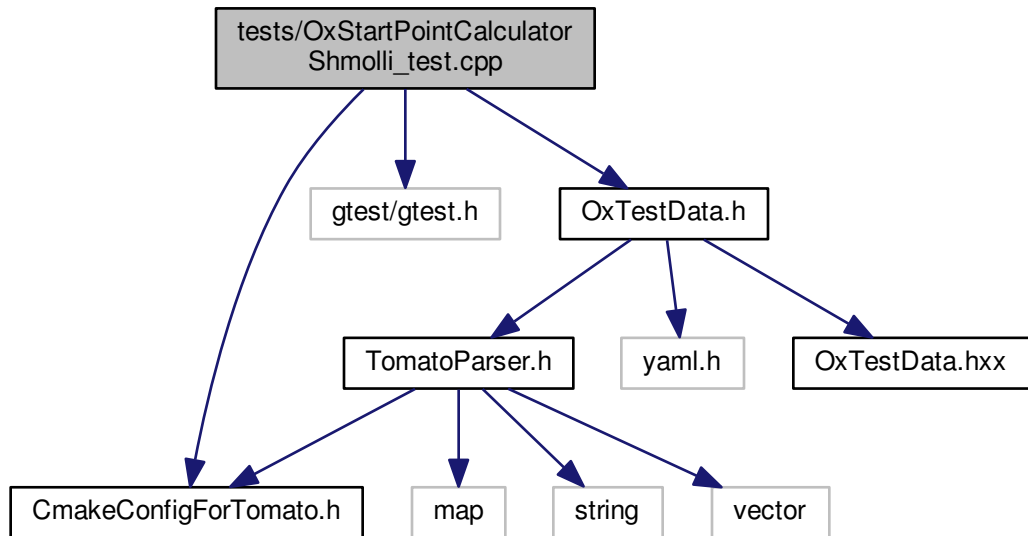 tests/OxStartPointCalculator
Shmolli_test.cpp
gtest/gtest.h
OxTestData.h
TomatoParser.h
yaml.h
OxTestData.hxx
CmakeConfigForTomato.h
map
string
vector